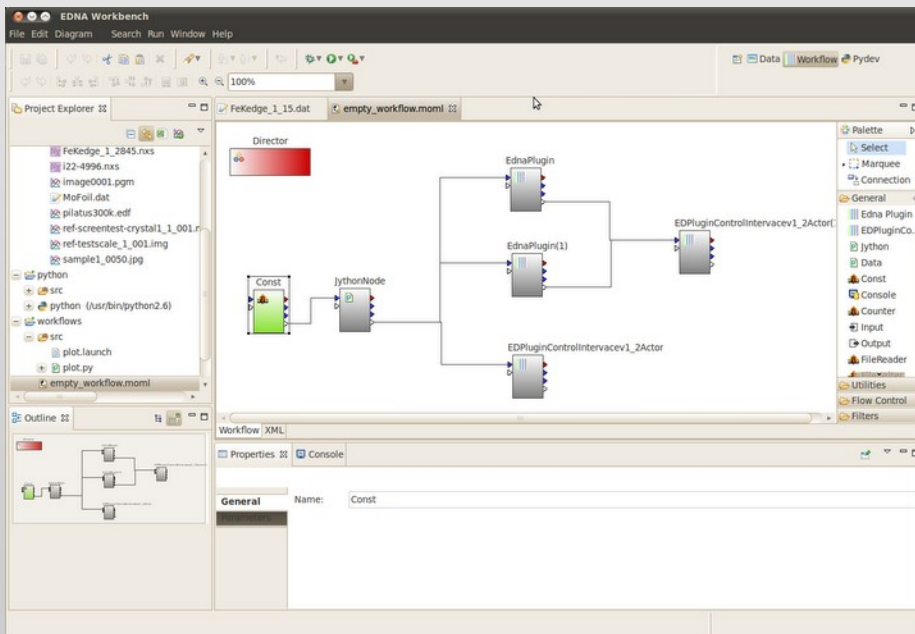 EDNA Workbench
File Edit Diagram Search Run Window Help
100%
Data Workflow Pydev
Project Explorer
FeKedge_1_2845.nxs
i22-4996.nxs
image0001.pgm
MoFoil.dat
pilatus300k.edf
ref-screentest-crystal1_1_001.r
ref-testscale_1_001.img
sample1_0050.jpg
python
src
python (/usr/bin/python2.6)
workflows
src
plot.launch
plot.py
empty_workflow.moml
Outline
FeKedge_1_15.dat
empty_workflow.moml
Director
EdnaPlugin
EDPluginControlIntervacev1_2Actor(
EdnaPlugin(1)
Const
JythonNode
EDPluginControlIntervacev1_2Actor
Workflow XML
Palette
Select
Marquee
Connection
General
Edna Plugin
EDPluginCo.
Jython
Data
Const
Console
Counter
Input
Output
FileReader
Utilities
Flow Control
Filters
Properties
Console
General
Name: Const
Parameters